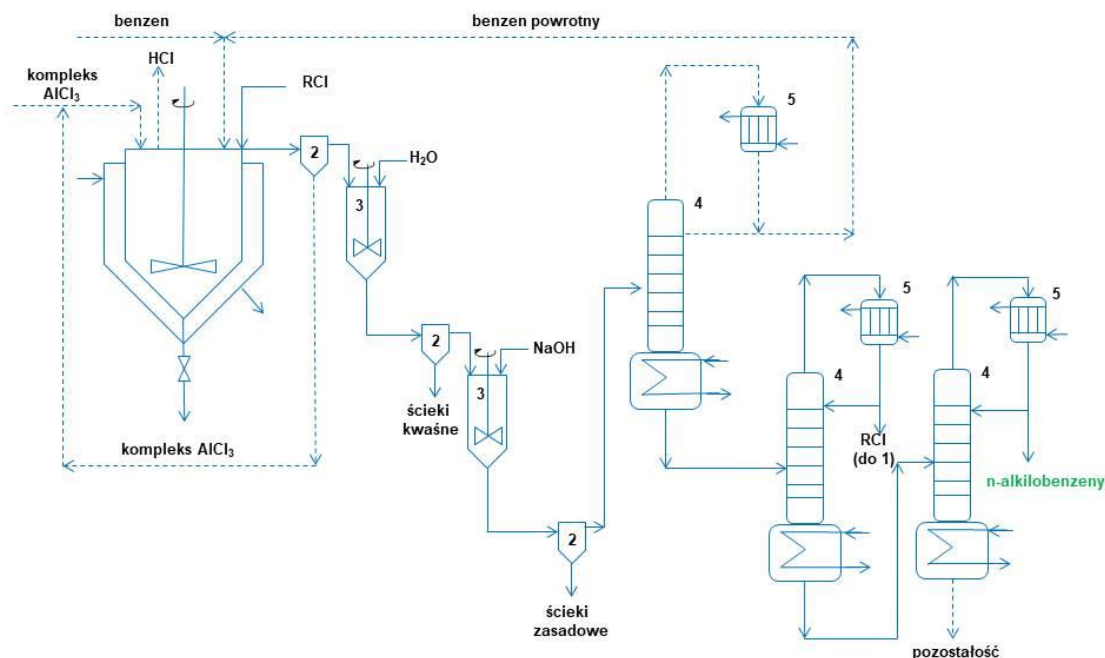 benzen
benzen powrotny
HCl
kompleks
AlCl3
RCl
5
2
H2O
3
4
5
5
2
NaOH
4
4
3
ścieki
kwaśne
RCl
(do 1)
kompleks AlCl3
n-alkilobenzeny
2
ścieki
zasadowe
pozostałość